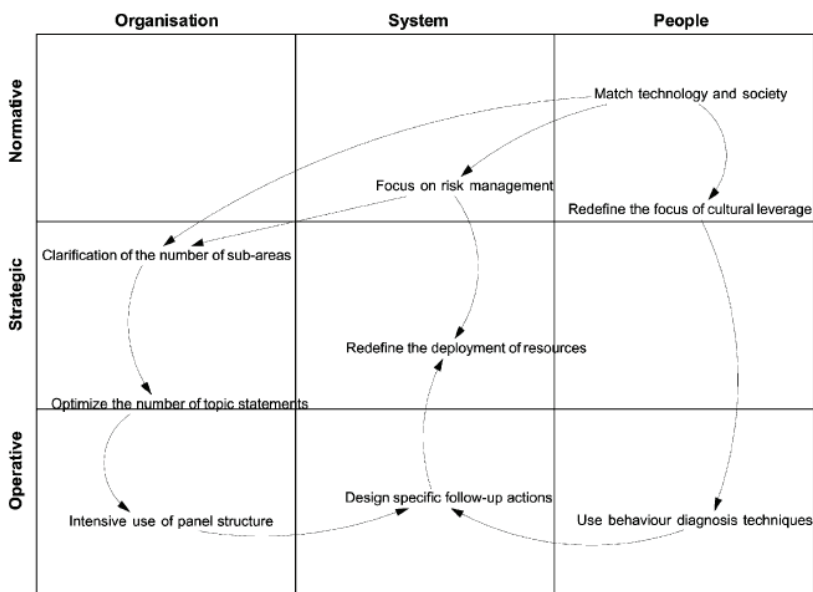 Organisation
System
People
Normative
Match technology and society
Focus on risk management
Redefine the focus of cultural leverage
Strategic
Clarification of the number of sub-areas
Redefine the deployment of resources
Optimize the number of topic statements
Operative
Design specific follow-up actions
Intensive use of panel structure
Use behaviour diagnosis techniques